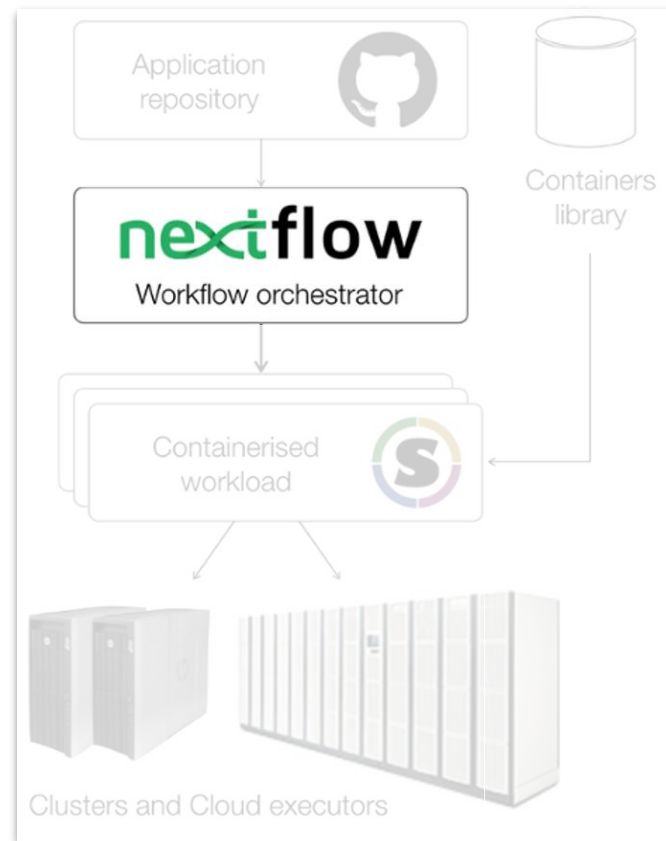 Application
repository
Containers
library
nextflow
Workflow orchestrator
Containerised
workload
S
Clusters and Cloud executors